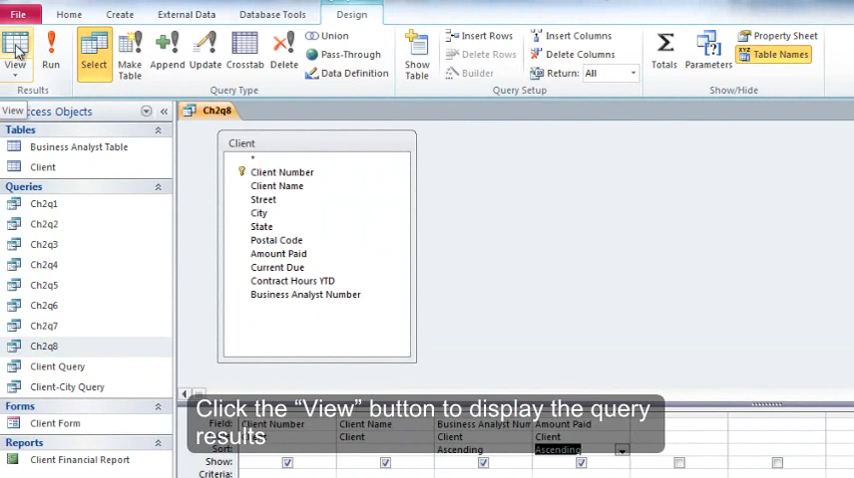 File Home Create External Data Database Tools Design
View Run Select Make Table Append Update Crosstab Delete Union Pass-Through Data Definition Show Table Insert Rows Delete Rows Builder Insert Columns Delete Columns Return: All Totals Parameters Property Sheet Table Names
Results Query Type Query Setup Show/Hide
View
cess Objects
Ch2q8
Tables
Business Analyst Table
Client
Queries
Ch2q1
Ch2q2
Ch2q3
Ch2q4
Ch2q5
Ch2q6
Ch2q7
Ch2q8
Client Query
Client-City Query
Forms
Client Form
Reports
Client Financial Report
Client
*
Client Number
Client Name
Street
City
State
Postal Code
Amount Paid
Current Due
Contract Hours YTD
Business Analyst Number
Click the “View” button to display the query
results
Field: Client Number Client Name Business Analyst Num Amount Paid
Client Client Client
Sort: Ascending Ascending
Show:
Criteria: